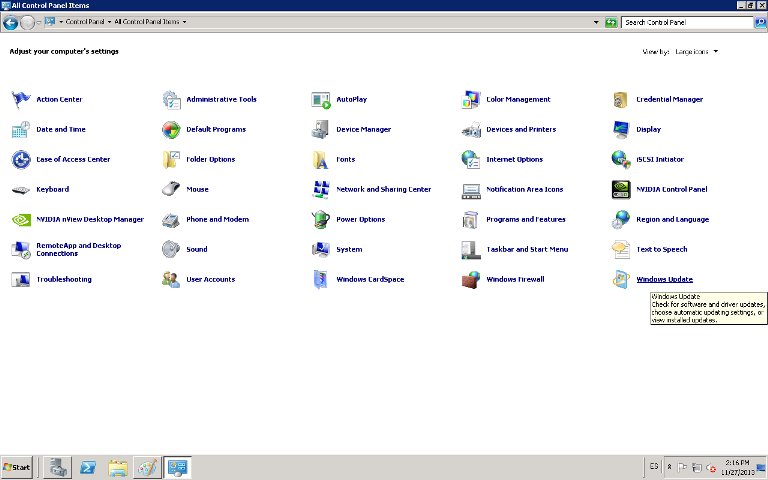 All Control Panel Items
Control Panel
All Control Panel Items
Search Control Panel
Adjust your computer's settings
View by: Large icons
Action Center
Administrative Tools
AutoPlay
Color Management
Credential Manager
Date and Time
Default Programs
Device Manager
Devices and Printers
Display
Ease of Access Center
Folder Options
Fonts
Internet Options
iSCSI Initiator
Keyboard
Mouse
Network and Sharing Center
Notification Area Icons
NVIDIA Control Panel
NVIDIA nView Desktop Manager
Phone and Modem
Power Options
Programs and Features
Region and Language
RemoteApp and Desktop
Connections
Sound
System
Taskbar and Start Menu
Text to Speech
Troubleshooting
User Accounts
Windows CardSpace
Windows Firewall
Windows Update
Windows Update
Check for software and driver updates,
choose automatic updating settings, or
view installed updates.
Start
ES
2:16 PM
11/27/2013